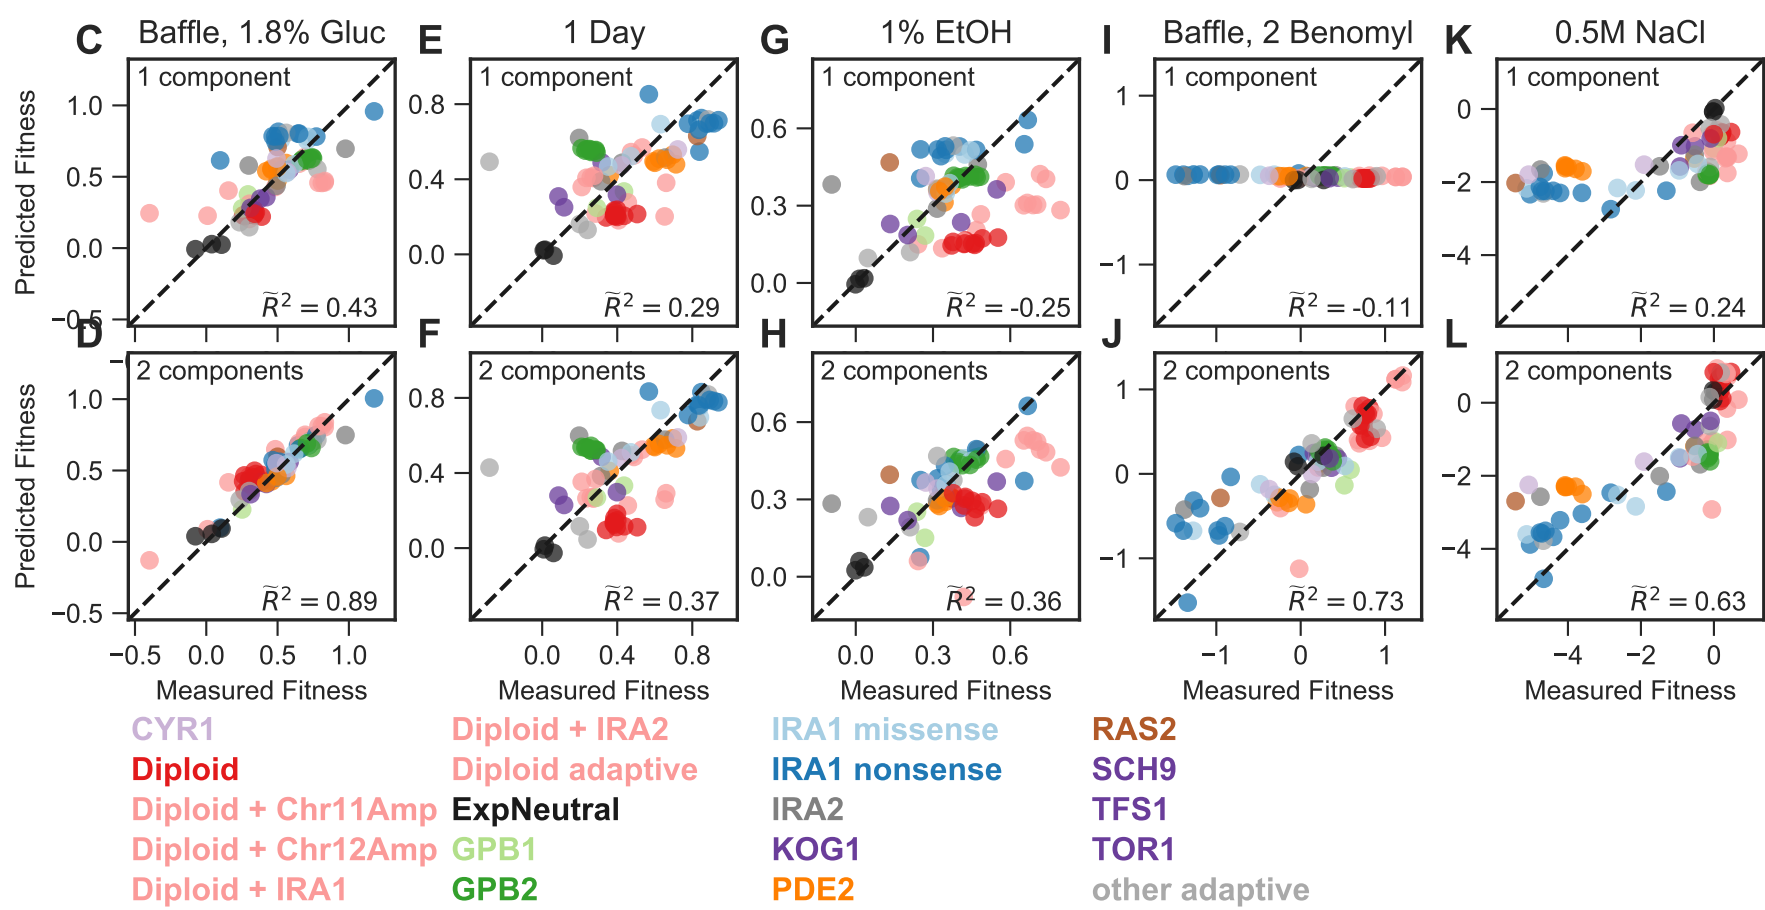 C Baffle, 1.8% Gluc E 1 Day G 1% EtOH I Baffle, 2 Benomyl K 0.5M NaCl
1 component 1 component 1 component 1 component 1 component
Predicted Fitness
1.0
0.5
0.0
−0.5
0.8
0.4
0.0
0.6
0.3
0.0
1
0
−1
0
−2
−4
R̃² = 0.43 R̃² = 0.29 R̃² = -0.25 R̃² = -0.11 R̃² = 0.24
D F H J L
2 components 2 components 2 components 2 components 2 components
Predicted Fitness
1.0
0.5
0.0
−0.5
0.8
0.4
0.0
0.6
0.3
0.0
1
0
−1
0
−2
−4
R̃² = 0.89 R̃² = 0.37 R̃² = 0.36 R̃² = 0.73 R̃² = 0.63
−0.5 0.0 0.5 1.0 0.0 0.4 0.8 0.0 0.3 0.6 −1 0 1 −4 −2 0
Measured Fitness Measured Fitness Measured Fitness Measured Fitness Measured Fitness
CYR1 Diploid + IRA2 IRA1 missense RAS2
Diploid Diploid adaptive IRA1 nonsense SCH9
Diploid + Chr11Amp ExpNeutral IRA2 TFS1
Diploid + Chr12Amp GPB1 KOG1 TOR1
Diploid + IRA1 GPB2 PDE2 other adaptive